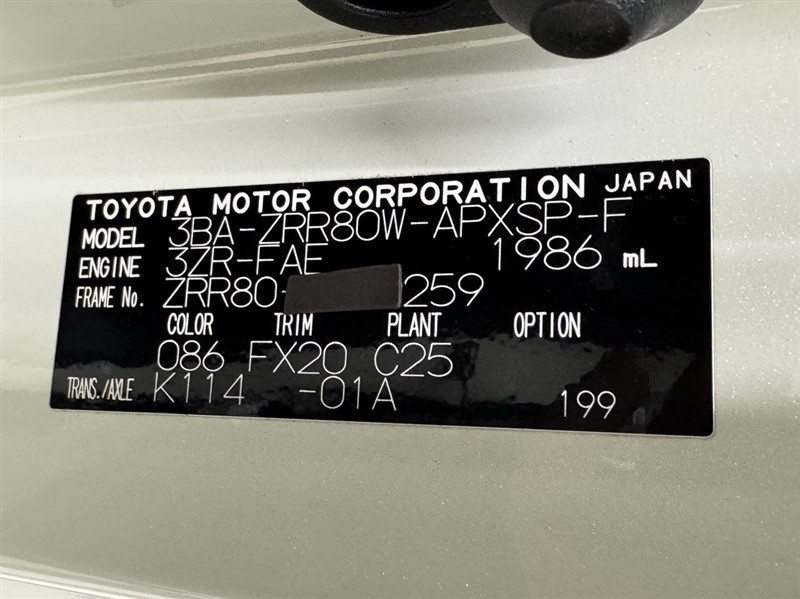 TOYOTA MOTOR CORPORATION JAPAN
MODEL 3BA-ZRR80W-APXSP-F
ENGINE 3ZR-FAE 1986 mL
FRAME No. ZRR80- 259
COLOR TRIM PLANT OPTION
086 FX20 C25
TRANS./AXLE K114 -01A 199